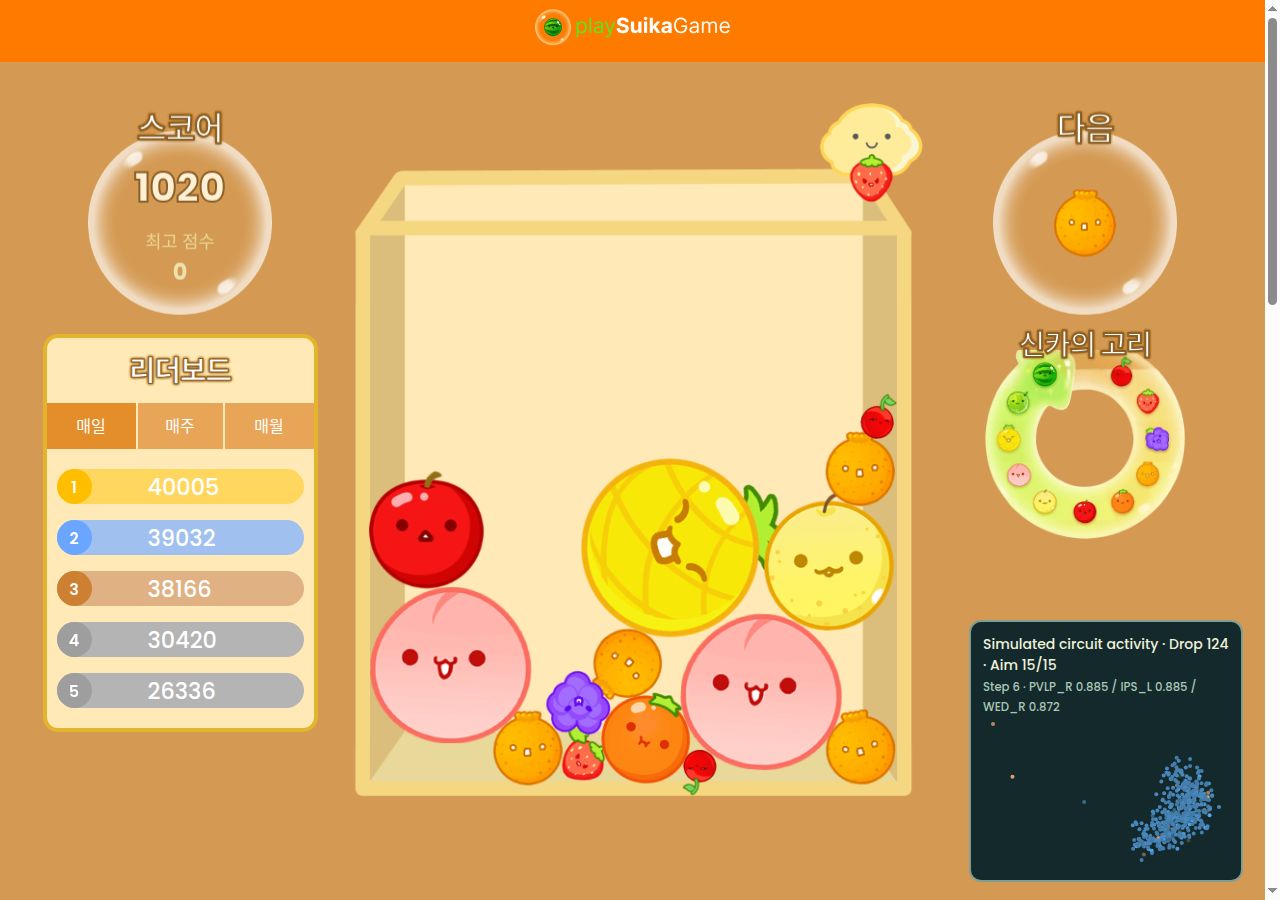 playSuikaGame
스코어
1020
최고 점수
0
다음
신카의 고리
리더보드
매일 매주 매월
1 40005
2 39032
3 38166
4 30420
5 26336
Simulated circuit activity · Drop 124
· Aim 15/15
Step 6 · PVLP_R 0.885 / IPS_L 0.885 /
WED_R 0.872